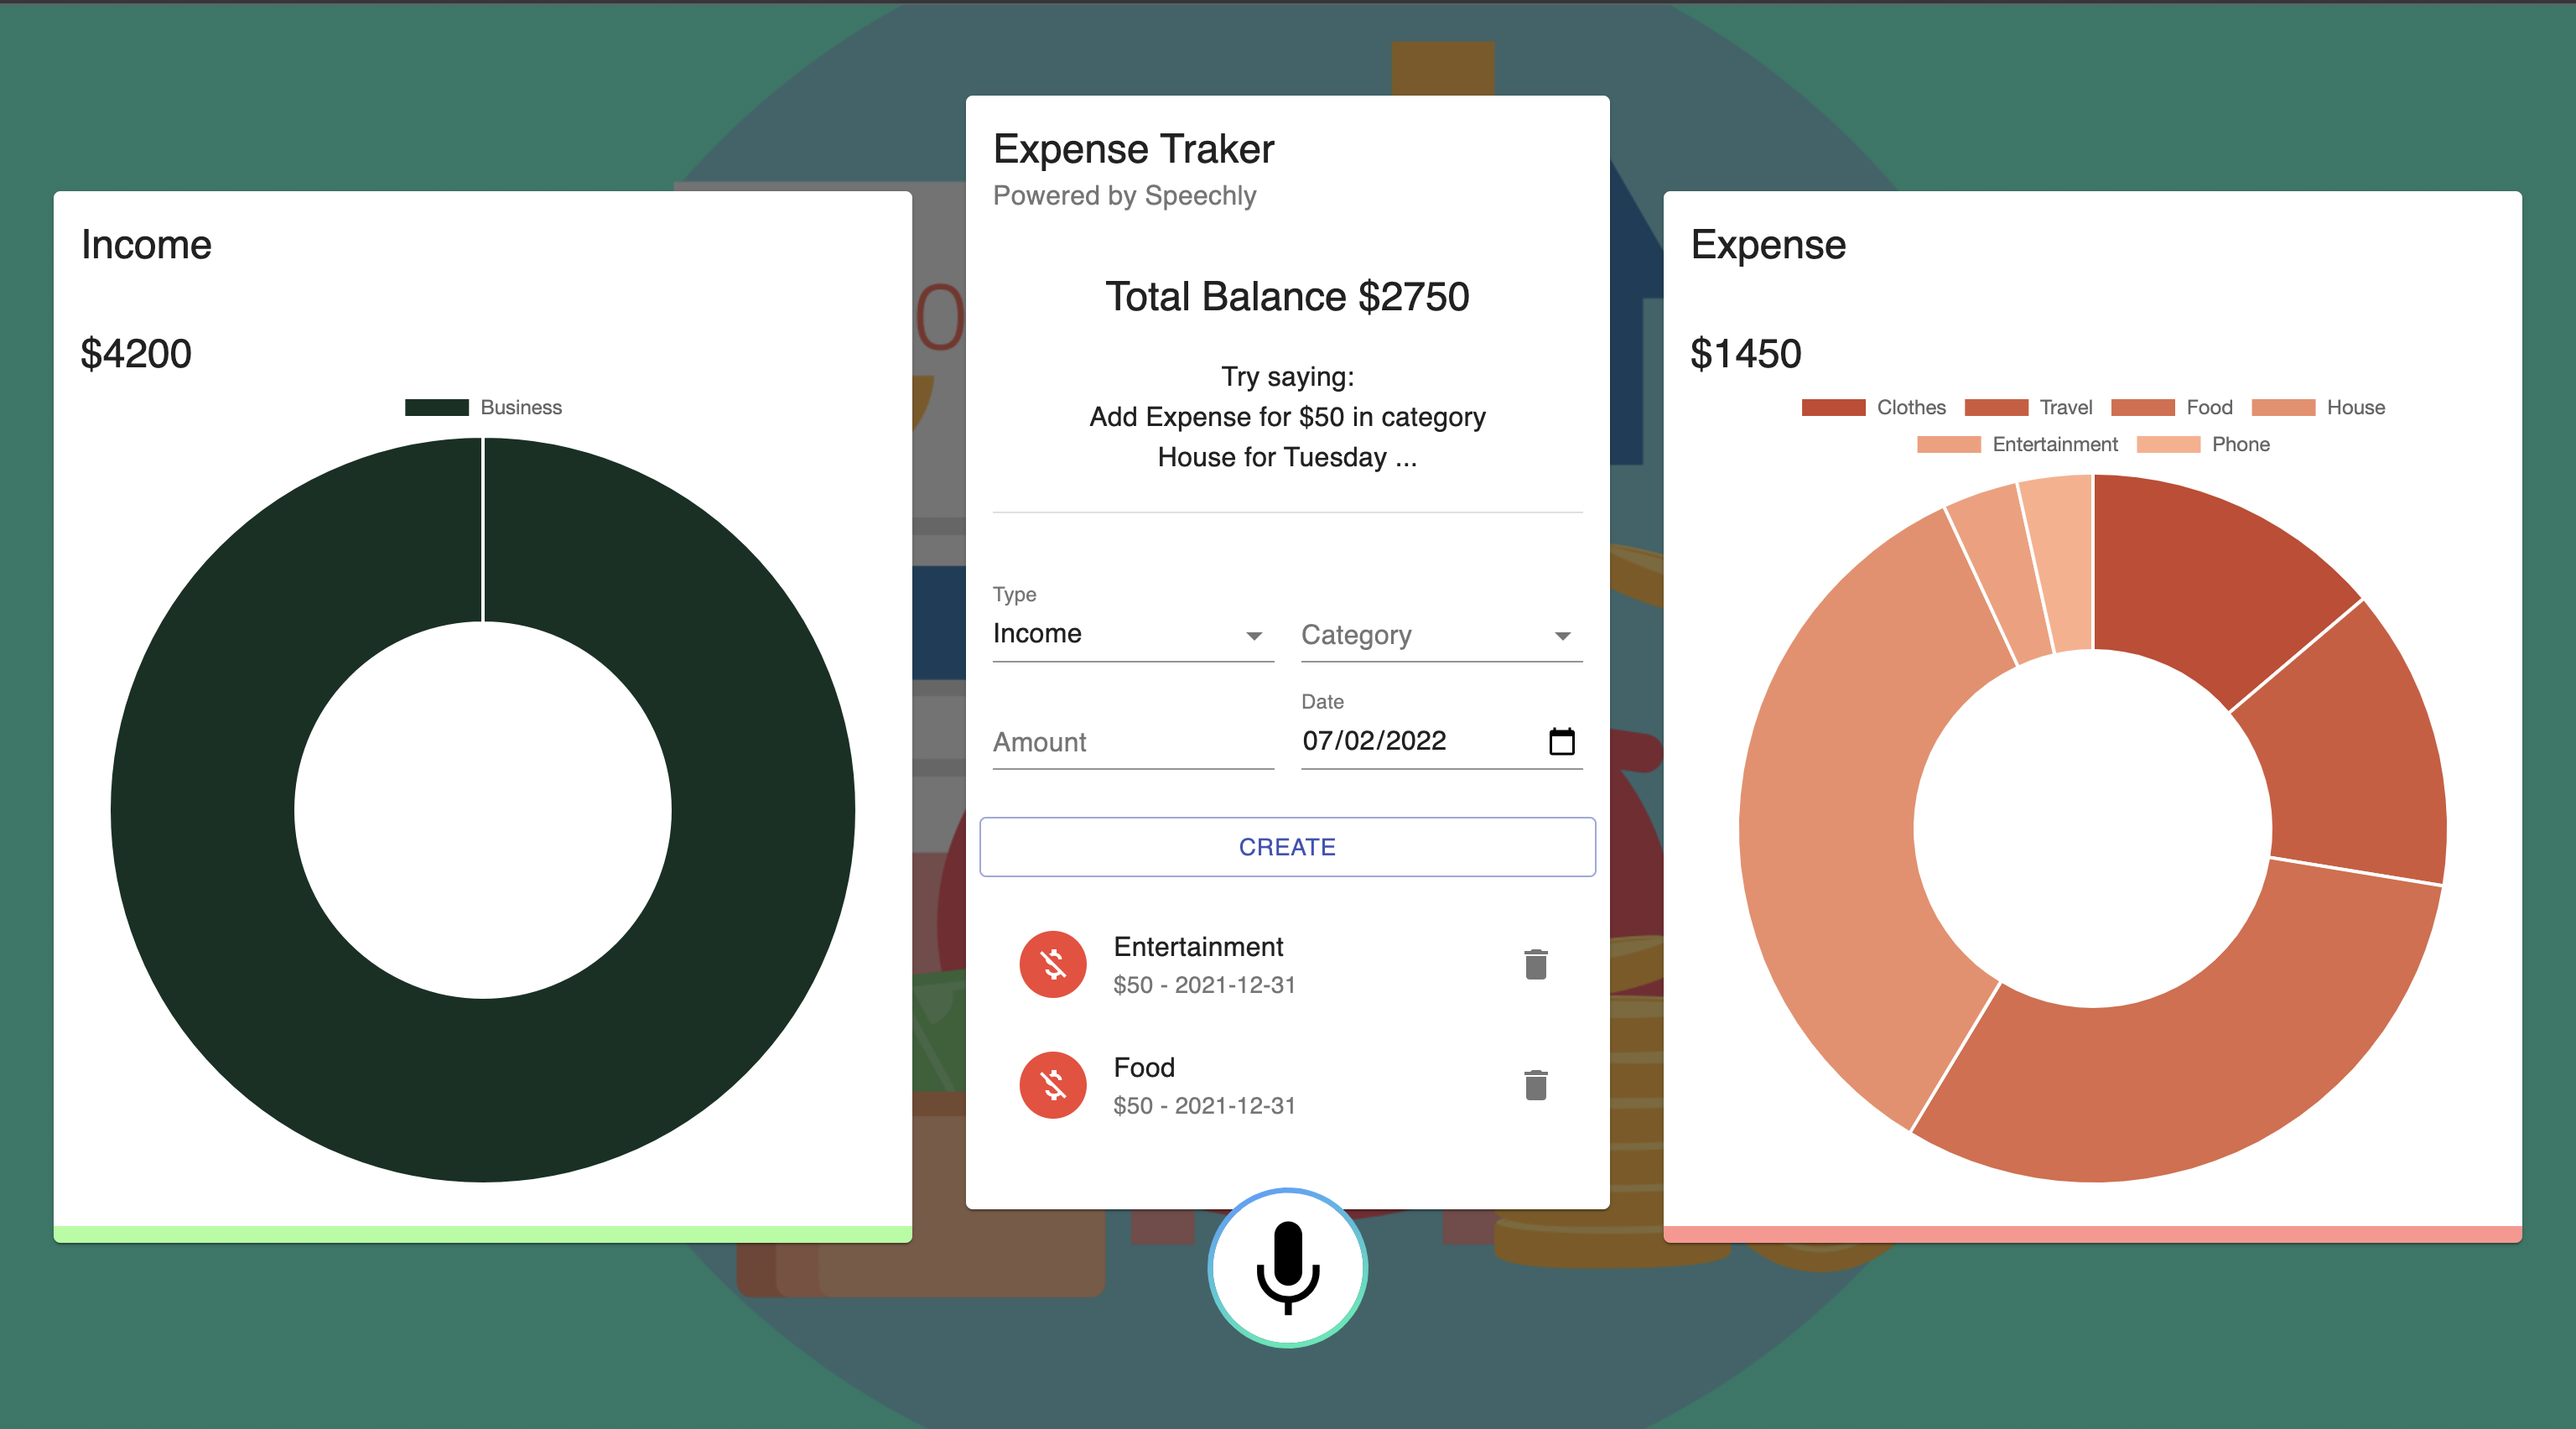 Income
$4200
Business
0
Expense Traker
Powered by Speechly
Total Balance $2750
Try saying:
Add Expense for $50 in category
House for Tuesday ...
Type
Income
Category
Amount
Date
07/02/2022
CREATE
Entertainment
$50 - 2021-12-31
Food
$50 - 2021-12-31
Expense
$1450
Clothes Travel Food House
Entertainment Phone